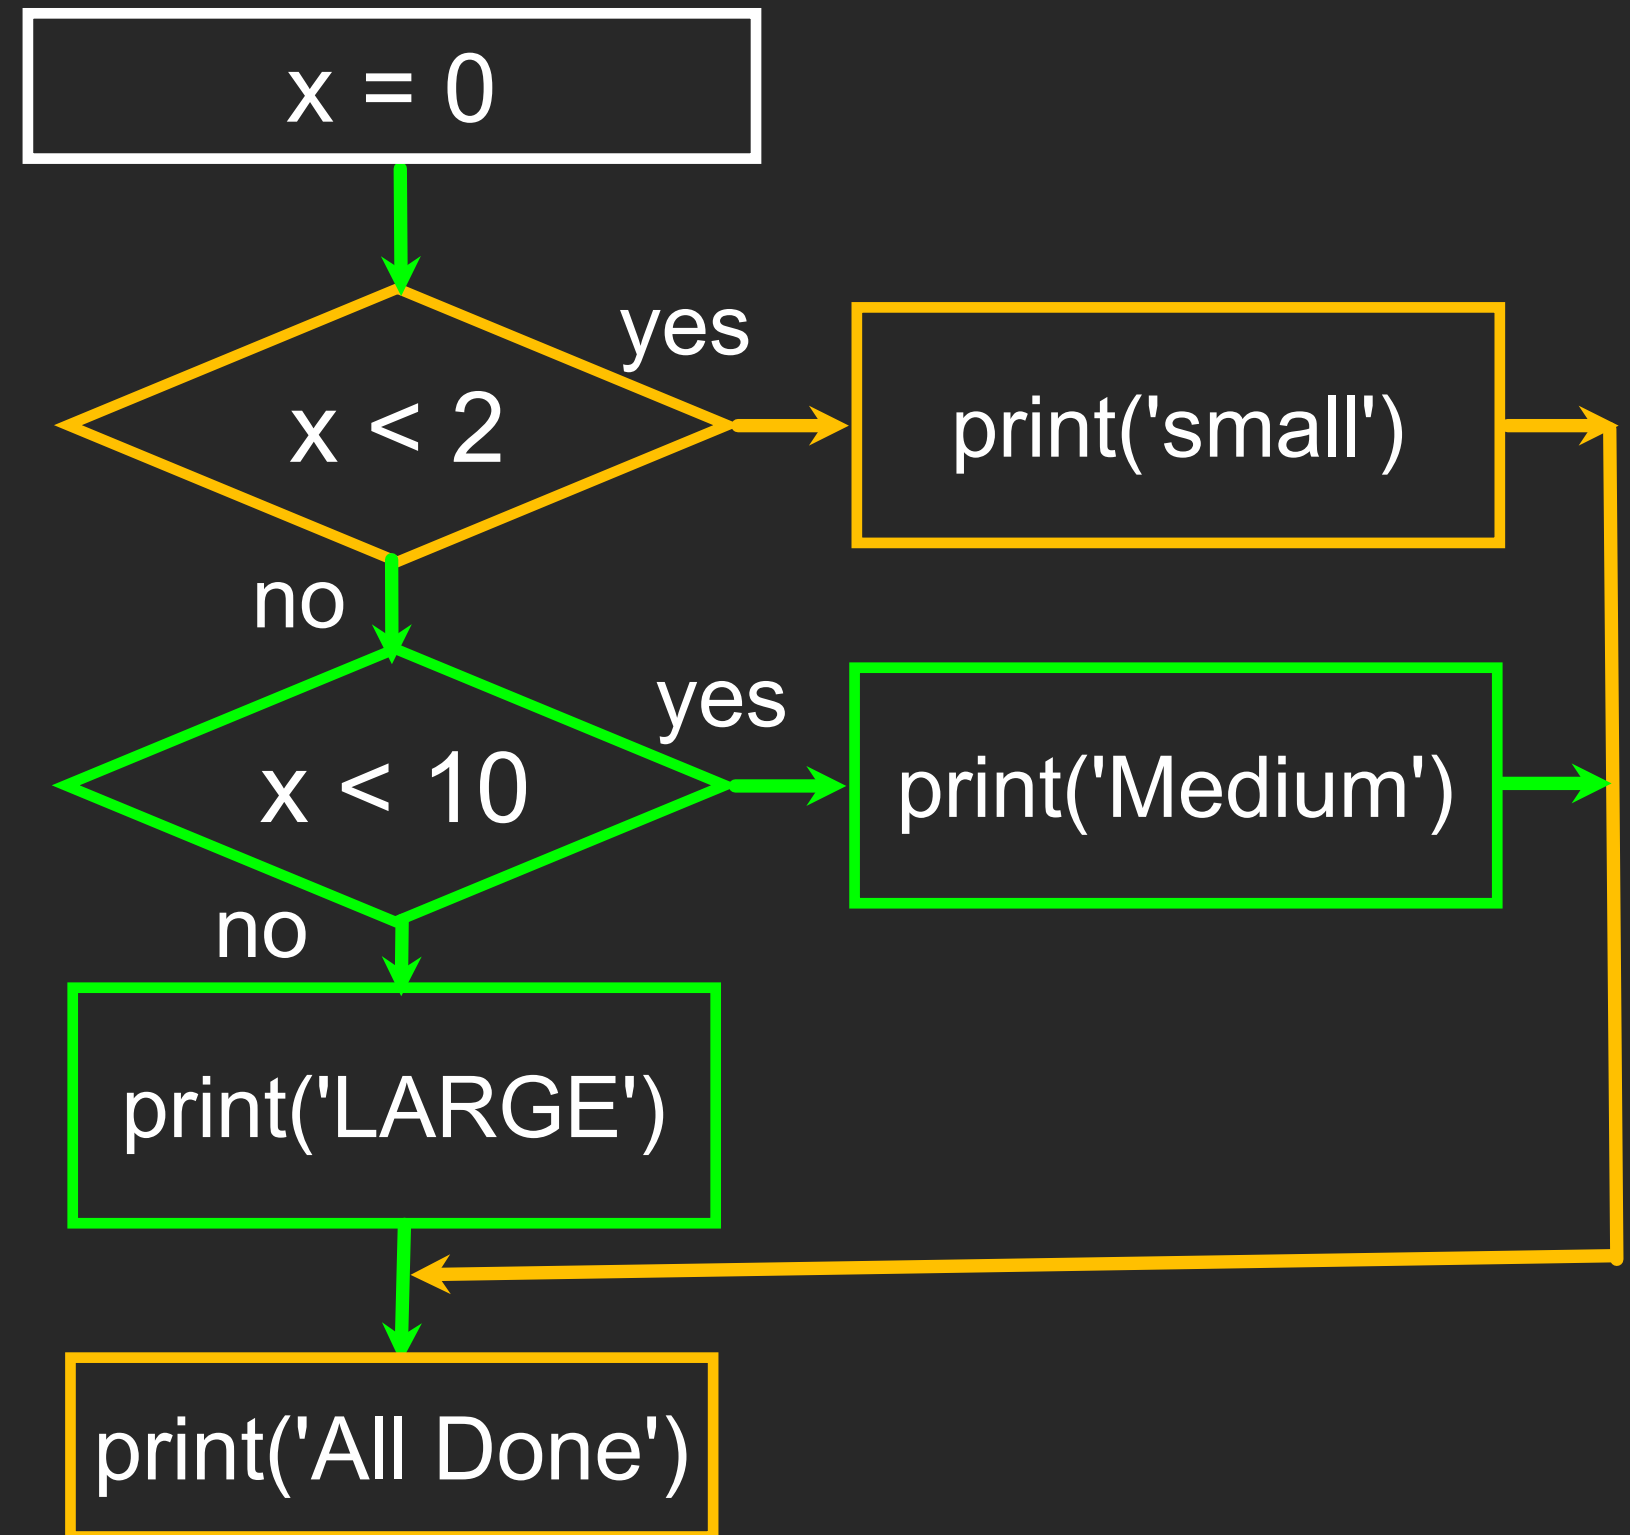 x = 0
yes
x < 2
print('small')
no
yes
x < 10
print('Medium')
no
print('LARGE')
print('All Done')